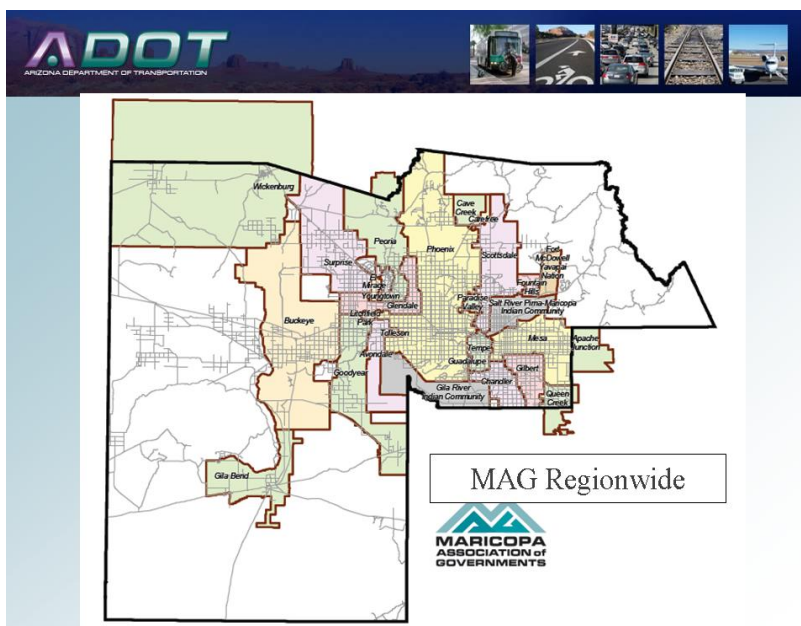 ADOT
ARIZONA DEPARTMENT OF TRANSPORTATION
Wickenburg
Cave
Creek
Carefree
Peoria
Phoenix
Scottsdale
Fort
McDowell
Yavapai
Nation
Surprise
El
Mirage
Youngtown
Fountain
Hills
Glendale
Paradise
Valley
Salt River Pima-Maricopa
Indian Community
Litchfield
Park
Buckeye
Tolleson
Mesa
Apache
Junction
Tempe
Avondale
Guadalupe
Goodyear
Gilbert
Chandler
Gila River
Indian Community
Queen
Creek
Gila Bend
MAG Regionwide
MARICOPA
ASSOCIATION of
GOVERNMENTS